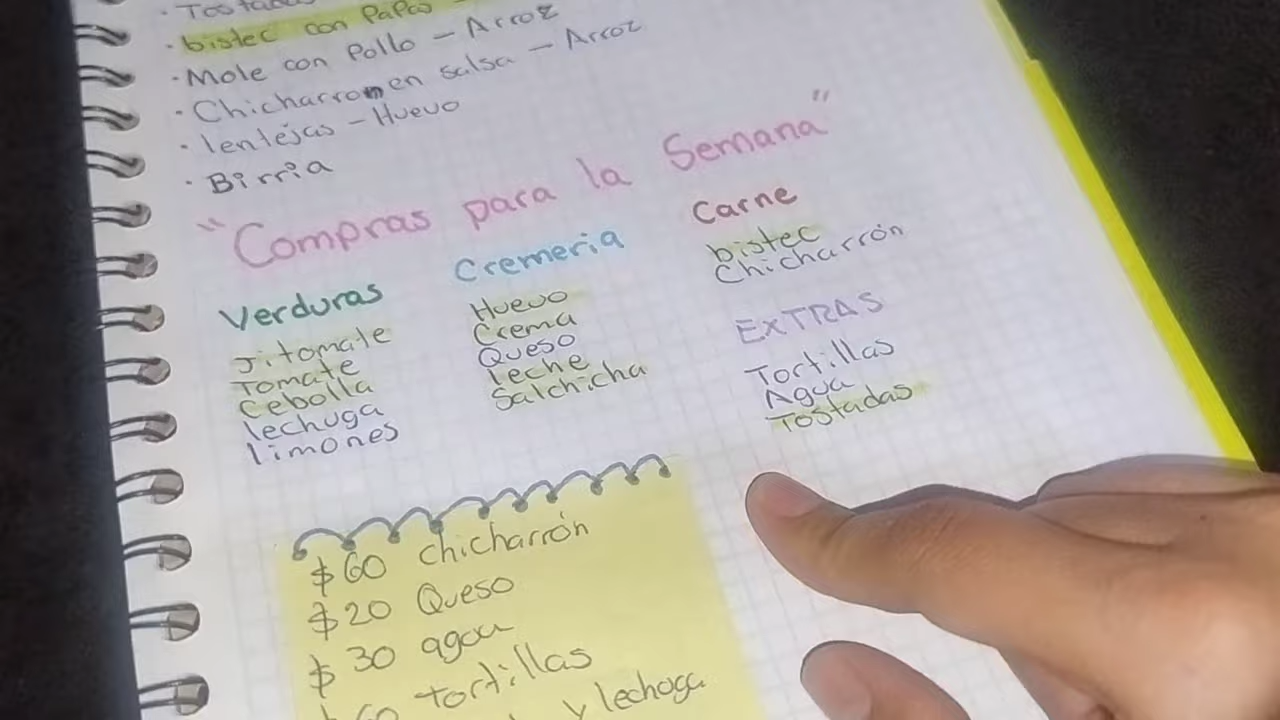 · Tostadas
· bistec con Papas -
· Mole con Pollo - Arroz
· Chicharron en salsa - Arroz
· lentejas - Huevo
· Birria
"Compras para la Semana"
Verduras
Jitomate
Tomate
Cebolla
lechuga
limones
Cremeria
Huevo
Crema
Queso
leche
Salchicha
Carne
bistec
Chicharrón
EXTRAS
Tortillas
Agua
Tostadas
$60 chicharrón
$20 Queso
$30 agua
Tortillas
y lechuga